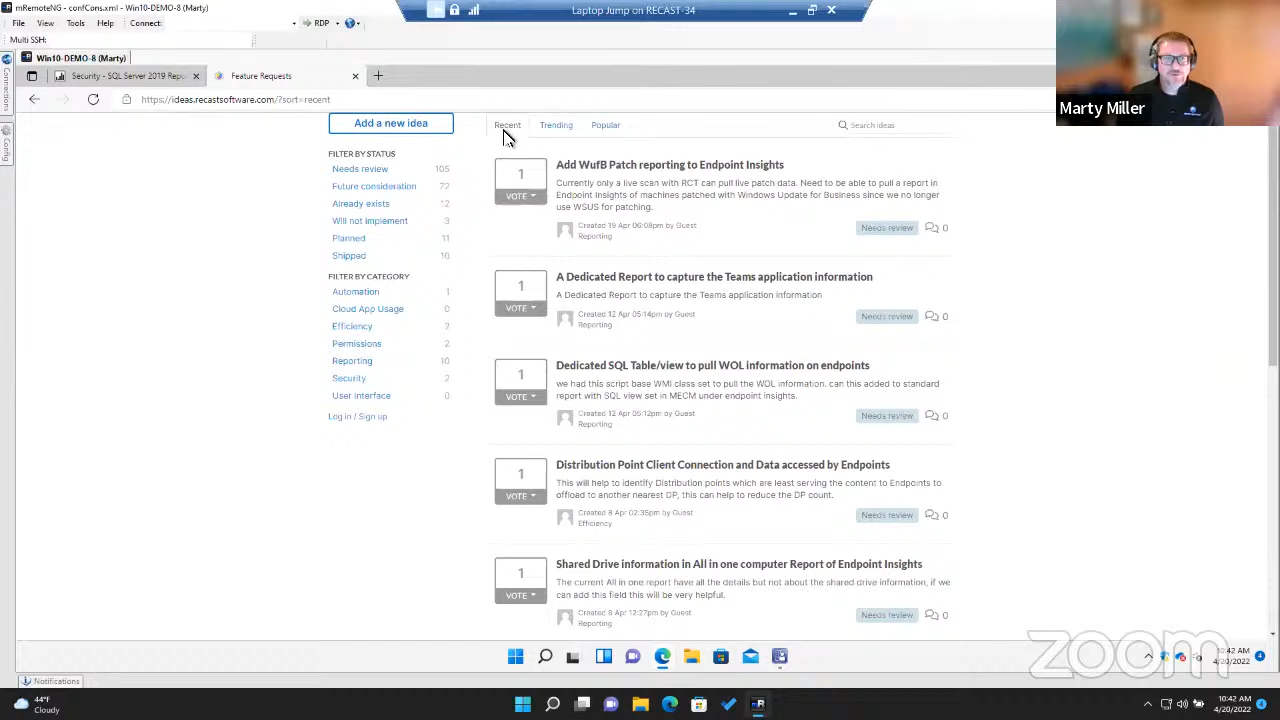 mRemoteNG - confCons.xml - Win10-DEMO-8 (Marty)
Laptop Jump on RECAST-34
File View Tools Help Connect: RDP
Multi SSH:
Win10-DEMO-8 (Marty)
Security - SQL Server 2019 Repo
Feature Requests
https://ideas.recastsoftware.com/?sort=recent
Marty Miller
Connections
Config
Add a new idea
FILTER BY STATUS
Needs review 105
Future consideration 72
Already exists 12
Will not implement 3
Planned 11
Shipped 16
FILTER BY CATEGORY
Automation 1
Cloud App Usage 0
Efficiency 2
Permissions 2
Reporting 10
Security 2
User Interface 0
Log in / Sign up
Recent Trending Popular Search ideas
1
VOTE
Add WufB Patch reporting to Endpoint Insights
Currently only a live scan with RCT can pull live patch data. Need to be able to pull a report in
Endpoint Insights of machines patched with Windows Update for Business since we no longer
use WSUS for patching.
Created 19 Apr 06:08pm by Guest
Reporting
Needs review 0
1
VOTE
A Dedicated Report to capture the Teams application information
A Dedicated Report to capture the Teams application information
Created 12 Apr 05:14pm by Guest
Reporting
Needs review 0
1
VOTE
Dedicated SQL Table/view to pull WOL information on endpoints
we had this script base WMI class set to pull the WOL information. can this added to standard
report with SQL view set in MECM under endpoint insights.
Created 12 Apr 05:12pm by Guest
Reporting
Needs review 0
1
VOTE
Distribution Point Client Connection and Data accessed by Endpoints
This will help to identify Distribution points which are least serving the content to Endpoints to
offload to another nearest DP, this can help to reduce the DP count.
Created 8 Apr 02:35pm by Guest
Efficiency
Needs review 0
1
VOTE
Shared Drive information in All in one computer Report of Endpoint Insights
The current All in one report have all the details but not about the shared drive information, if we
can add this field this will be very helpful.
Created 8 Apr 12:27pm by Guest
Reporting
Needs review 0
zoom
10:42 AM
4/20/2022
4
Notifications
44°F
Cloudy
10:42 AM
4/20/2022
4